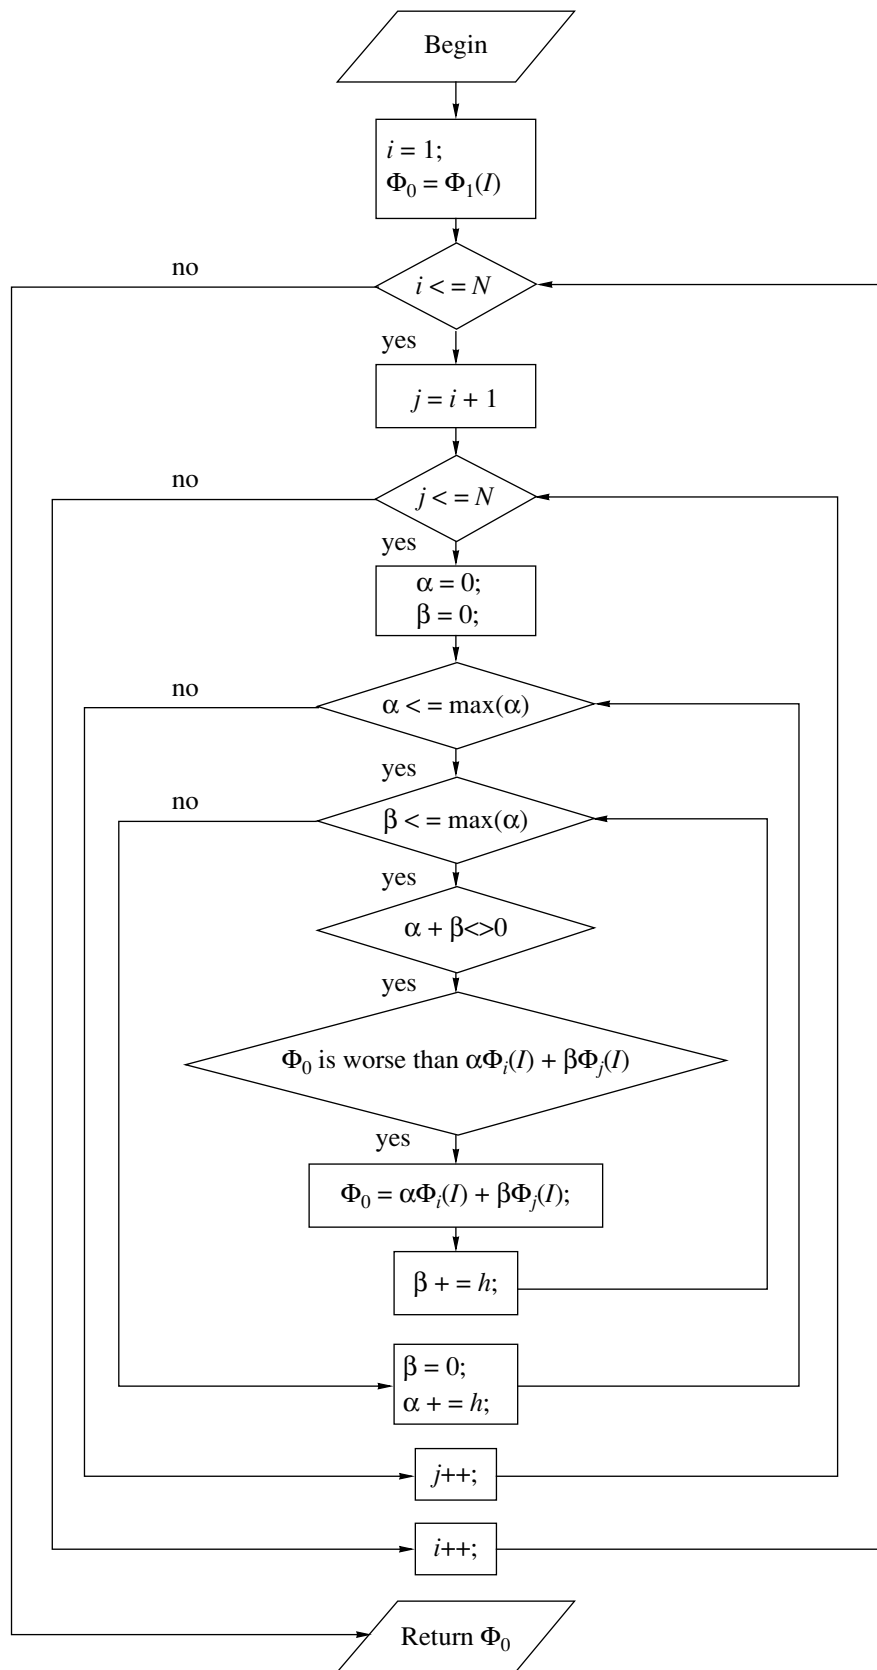 Begin
i = 1;
Φ₀ = Φ₁(I)
no
i < = N
yes
j = i + 1
no
j < = N
yes
α = 0;
β = 0;
no
α < = max(α)
yes
no
β < = max(α)
yes
α + β<>0
yes
Φ₀ is worse than αΦᵢ(I) + βΦⱼ(I)
yes
Φ₀ = αΦᵢ(I) + βΦⱼ(I);
β + = h;
β = 0;
α + = h;
j++;
i++;
Return Φ₀